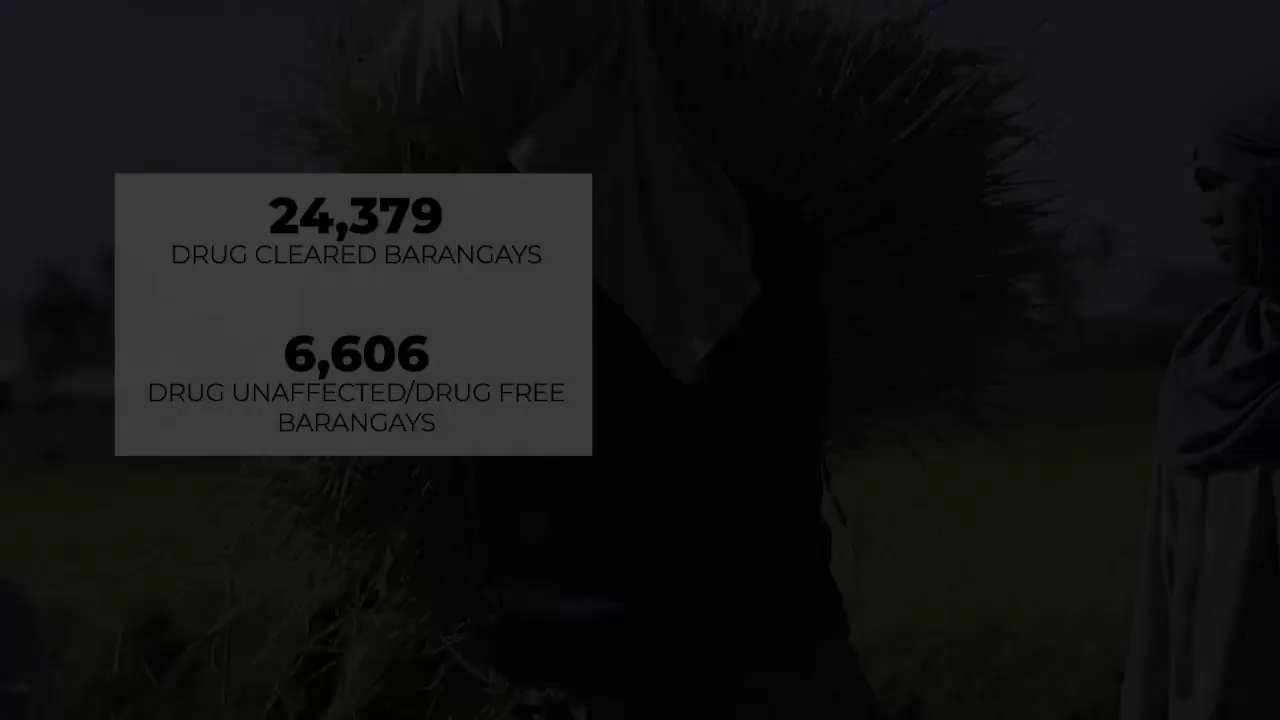 24,379
DRUG CLEARED BARANGAYS
6,606
DRUG UNAFFECTED/DRUG FREE
BARANGAYS